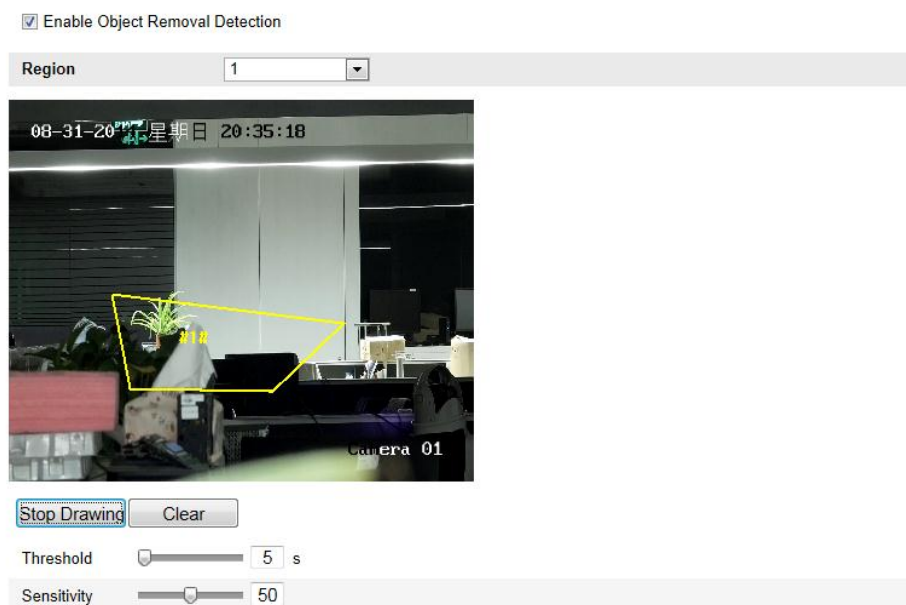 Enable Object Removal Detection
Region 1
08-31-20 星期日 20:35:18
#1#
Camera 01
Stop Drawing Clear
Threshold 5 s
Sensitivity 50